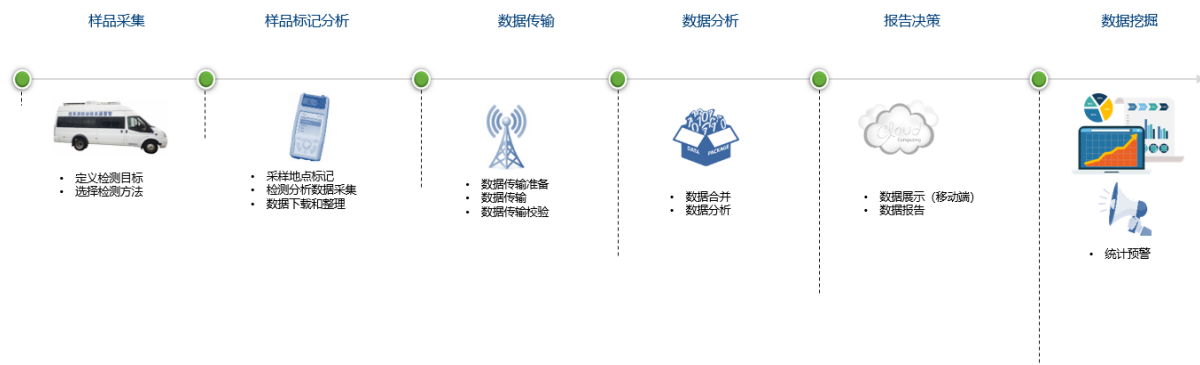 样品采集
样品标记分析
数据传输
数据分析
报告决策
数据挖掘
• 定义检测目标
• 选择检测方法
• 采样地点标记
• 检测分析数据采集
• 数据下载和整理
• 数据传输准备
• 数据传输
• 数据传输校验
DATA
PACKAGE
• 数据合并
• 数据分析
Cloud
Computing
• 数据展示（移动端）
• 数据报告
• 统计预警